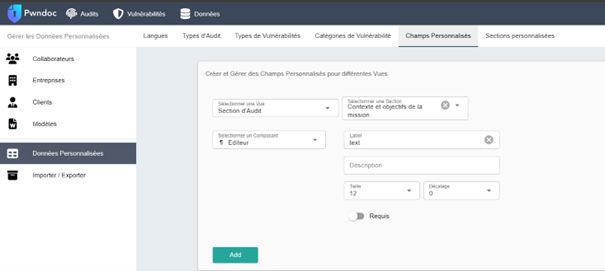 Pwndoc Audits Vulnérabilités Données
Gérer les Données Personnalisées
Langues Types d'Audit Types de Vulnérabilités Catégories de Vulnérabilité Champs Personnalisés Sections personnalisées
Collaborateurs
Entreprises
Clients
Modèles
Données Personnalisées
Importer / Exporter
Créer et Gérer des Champs Personnalisés pour différentes Vues
Sélectionner une Vue
Section d'Audit
Sélectionner une Section
Contexte et objectifs de la
mission
Sélectionner un Composant
¶ Editeur
Label
text
Description
Taille
12
Décalage
0
Requis
Add